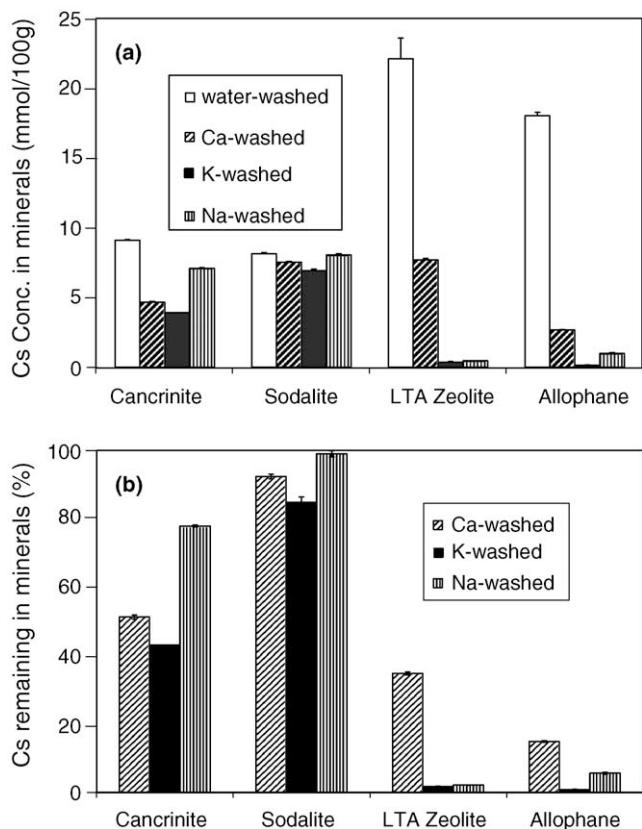 Cs Conc. in minerals (mmol/100g)
25
20
15
10
5
0
(a)
water-washed
Ca-washed
K-washed
Na-washed
Cancrinite Sodalite LTA Zeolite Allophane
Cs remaining in minerals (%)
100
80
60
40
20
0
(b)
Ca-washed
K-washed
Na-washed
Cancrinite Sodalite LTA Zeolite Allophane